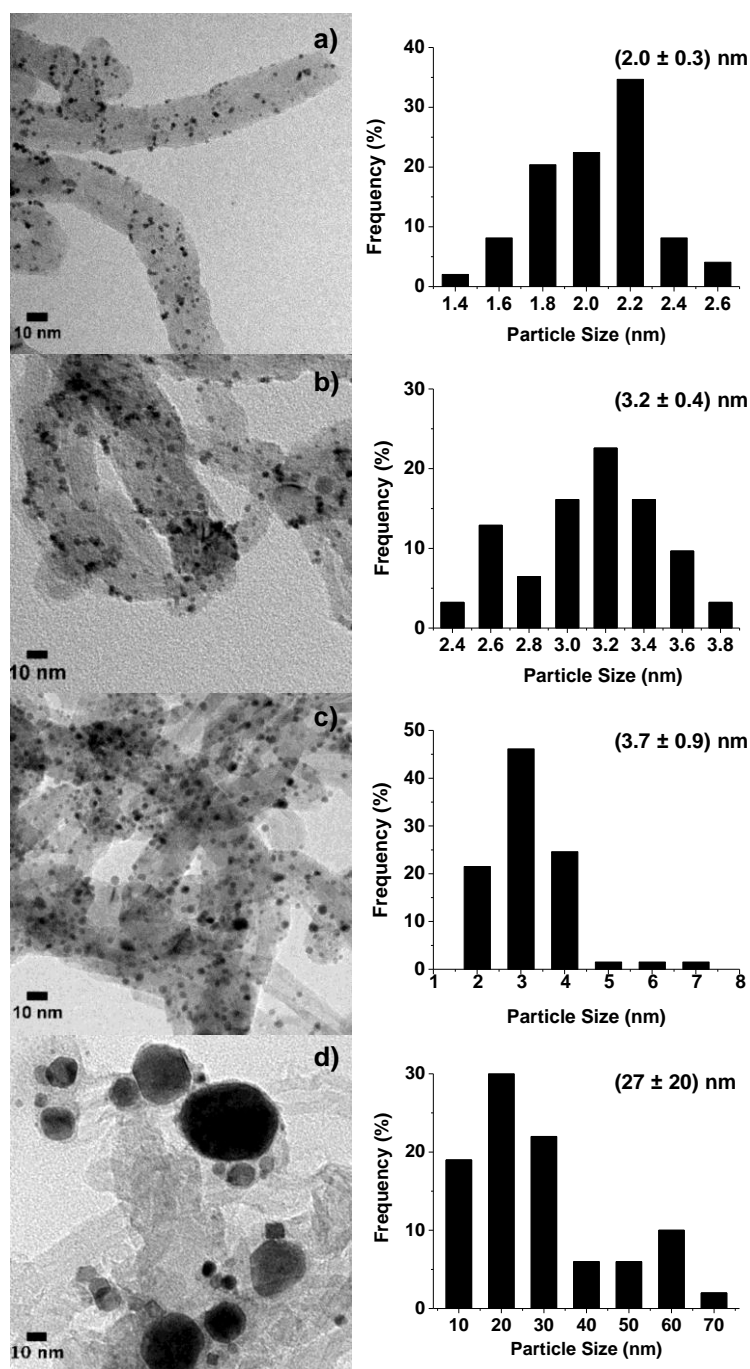 a)
10 nm
(2.0 ± 0.3) nm
Frequency (%)
40
30
20
10
0
1.4 1.6 1.8 2.0 2.2 2.4 2.6
Particle Size (nm)
b)
10 nm
(3.2 ± 0.4) nm
Frequency (%)
30
20
10
0
2.4 2.6 2.8 3.0 3.2 3.4 3.6 3.8
Particle Size (nm)
c)
10 nm
(3.7 ± 0.9) nm
Frequency (%)
50
40
30
20
10
0
1 2 3 4 5 6 7 8
Particle Size (nm)
d)
10 nm
(27 ± 20) nm
Frequency (%)
30
20
10
0
10 20 30 40 50 60 70
Particle Size (nm)